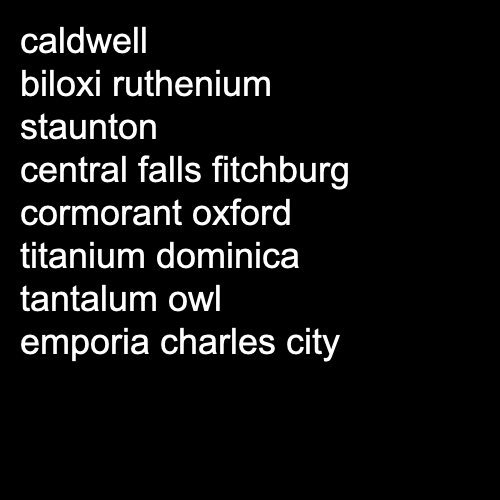 caldwell
biloxi ruthenium
staunton
central falls fitchburg
cormorant oxford
titanium dominica
tantalum owl
emporia charles city